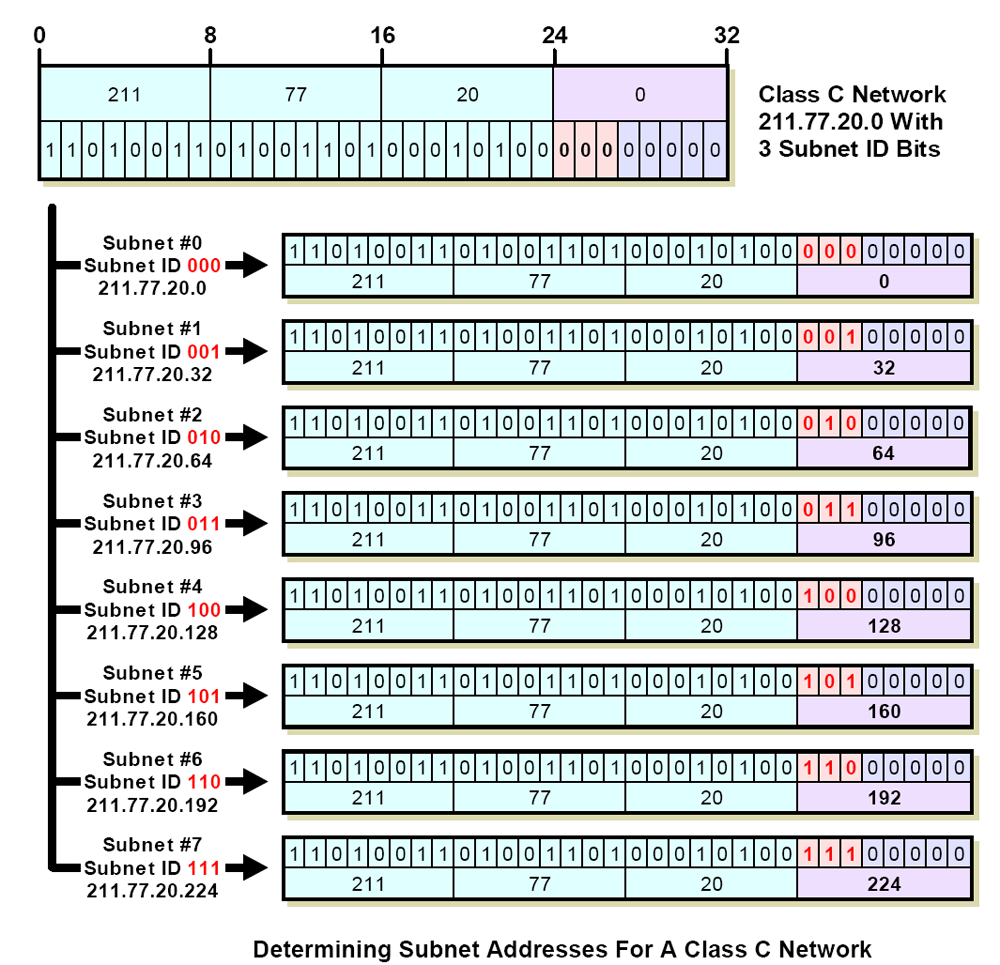 0 8 16 24 32
211 77 20 0
1 1 0 1 0 0 1 1 0 1 0 0 1 1 0 1 0 0 0 1 0 1 0 0 0 0 0 0 0 0 0 0
Class C Network
211.77.20.0 With
3 Subnet ID Bits
Subnet #0
Subnet ID 000
211.77.20.0
1 1 0 1 0 0 1 1 0 1 0 0 1 1 0 1 0 0 0 1 0 1 0 0 0 0 0 0 0 0 0 0
211 77 20 0
Subnet #1
Subnet ID 001
211.77.20.32
1 1 0 1 0 0 1 1 0 1 0 0 1 1 0 1 0 0 0 1 0 1 0 0 0 0 1 0 0 0 0 0
211 77 20 32
Subnet #2
Subnet ID 010
211.77.20.64
1 1 0 1 0 0 1 1 0 1 0 0 1 1 0 1 0 0 0 1 0 1 0 0 0 1 0 0 0 0 0 0
211 77 20 64
Subnet #3
Subnet ID 011
211.77.20.96
1 1 0 1 0 0 1 1 0 1 0 0 1 1 0 1 0 0 0 1 0 1 0 0 0 1 1 0 0 0 0 0
211 77 20 96
Subnet #4
Subnet ID 100
211.77.20.128
1 1 0 1 0 0 1 1 0 1 0 0 1 1 0 1 0 0 0 1 0 1 0 0 1 0 0 0 0 0 0 0
211 77 20 128
Subnet #5
Subnet ID 101
211.77.20.160
1 1 0 1 0 0 1 1 0 1 0 0 1 1 0 1 0 0 0 1 0 1 0 0 1 0 1 0 0 0 0 0
211 77 20 160
Subnet #6
Subnet ID 110
211.77.20.192
1 1 0 1 0 0 1 1 0 1 0 0 1 1 0 1 0 0 0 1 0 1 0 0 1 1 0 0 0 0 0 0
211 77 20 192
Subnet #7
Subnet ID 111
211.77.20.224
1 1 0 1 0 0 1 1 0 1 0 0 1 1 0 1 0 0 0 1 0 1 0 0 1 1 1 0 0 0 0 0
211 77 20 224
Determining Subnet Addresses For A Class C Network